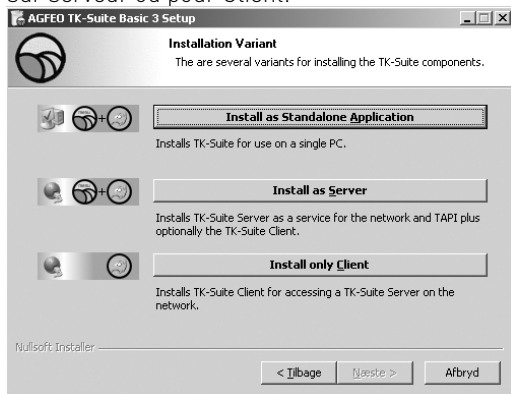 sur Serveur ou pour Client.
AGFEO TK-Suite Basic 3 Setup
Installation Variant
The are several variants for installing the TK-Suite components.
Install as Standalone Application
Installs TK-Suite for use on a single PC.
Install as Server
Installs TK-Suite Server as a service for the network and TAPI plus
optionally the TK-Suite Client.
Install only Client
Installs TK-Suite Client for accessing a TK-Suite Server on the
network.
Nullsoft Installer
< Tilbage Næste > Afbryd